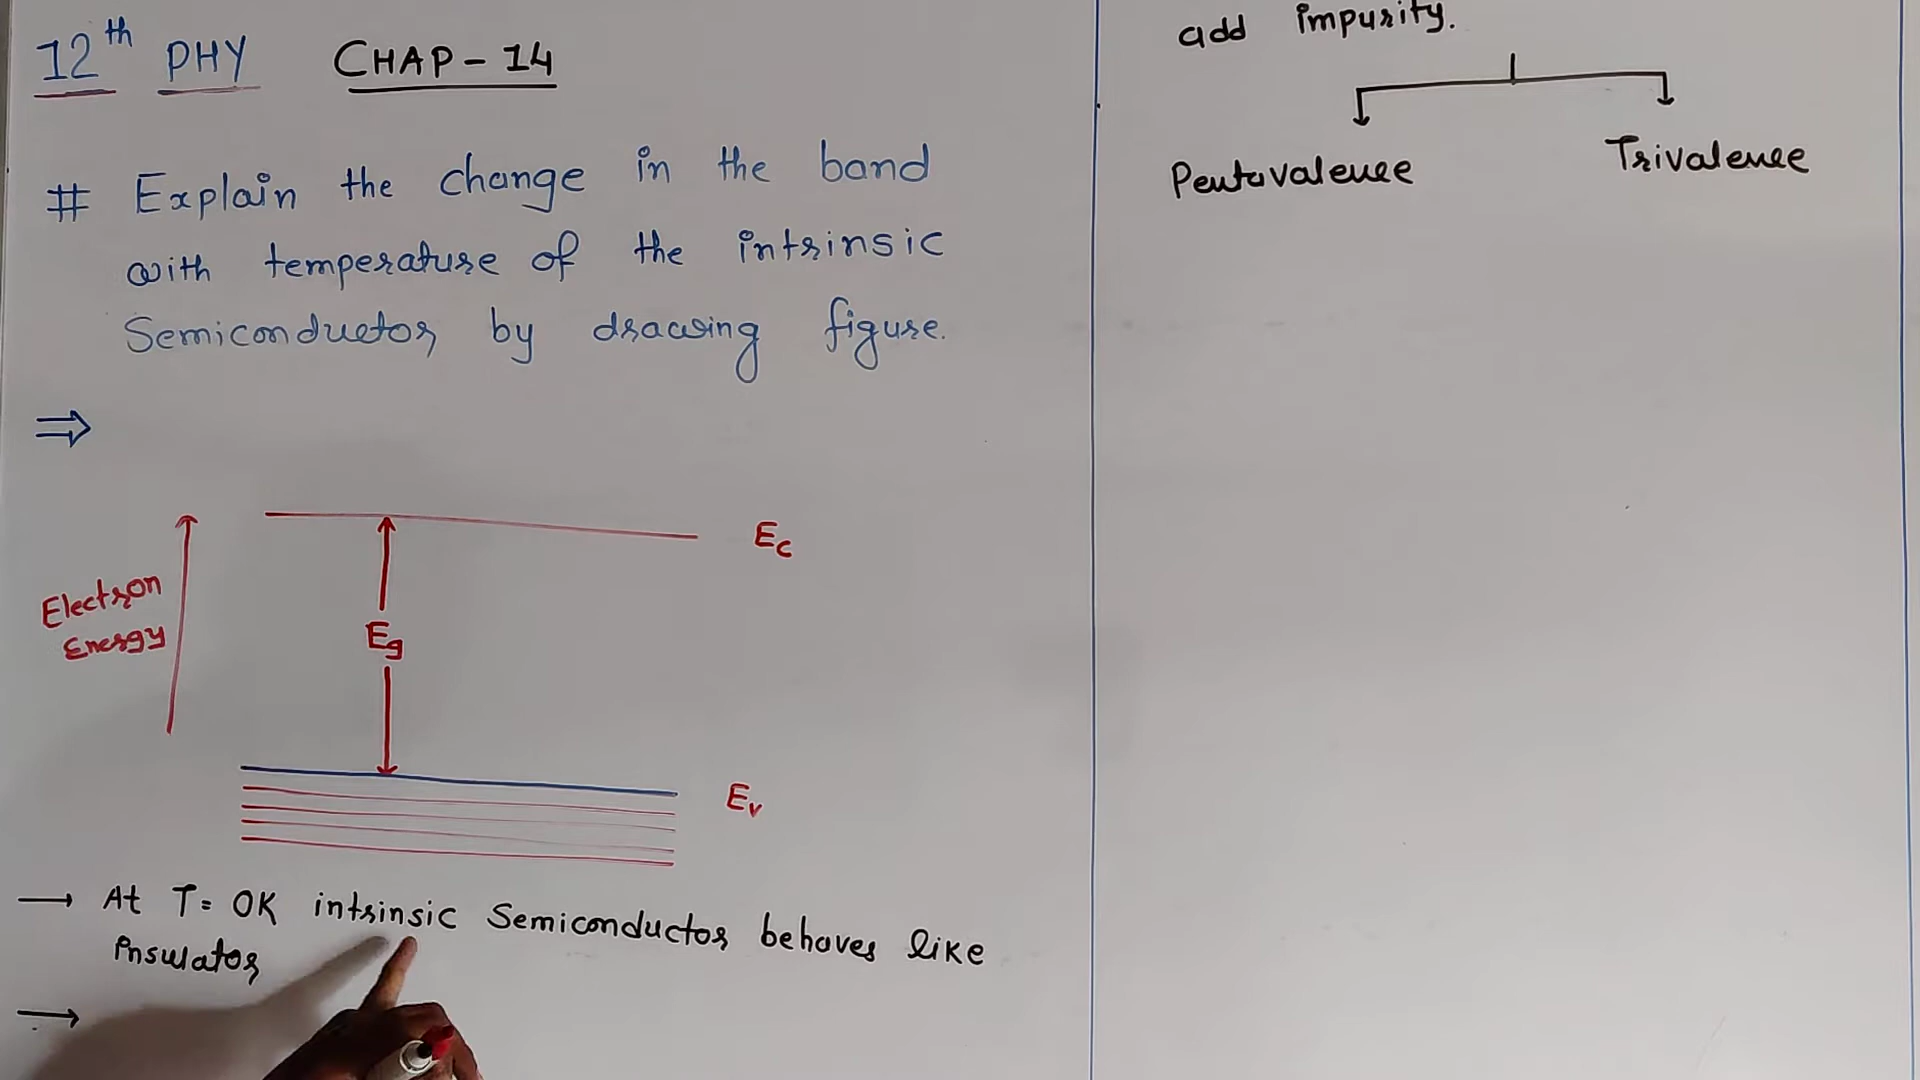 12th PHY CHAP-14
# Explain the change in the band
with temperature of the intrinsic
Semiconductor by drawing figure.
⇒
Ec
Electron
Energy
Eg
Ev
→ At T=0K intrinsic Semiconductor behaves like
insulator
→
add impurity.
Pentavalence Trivalence